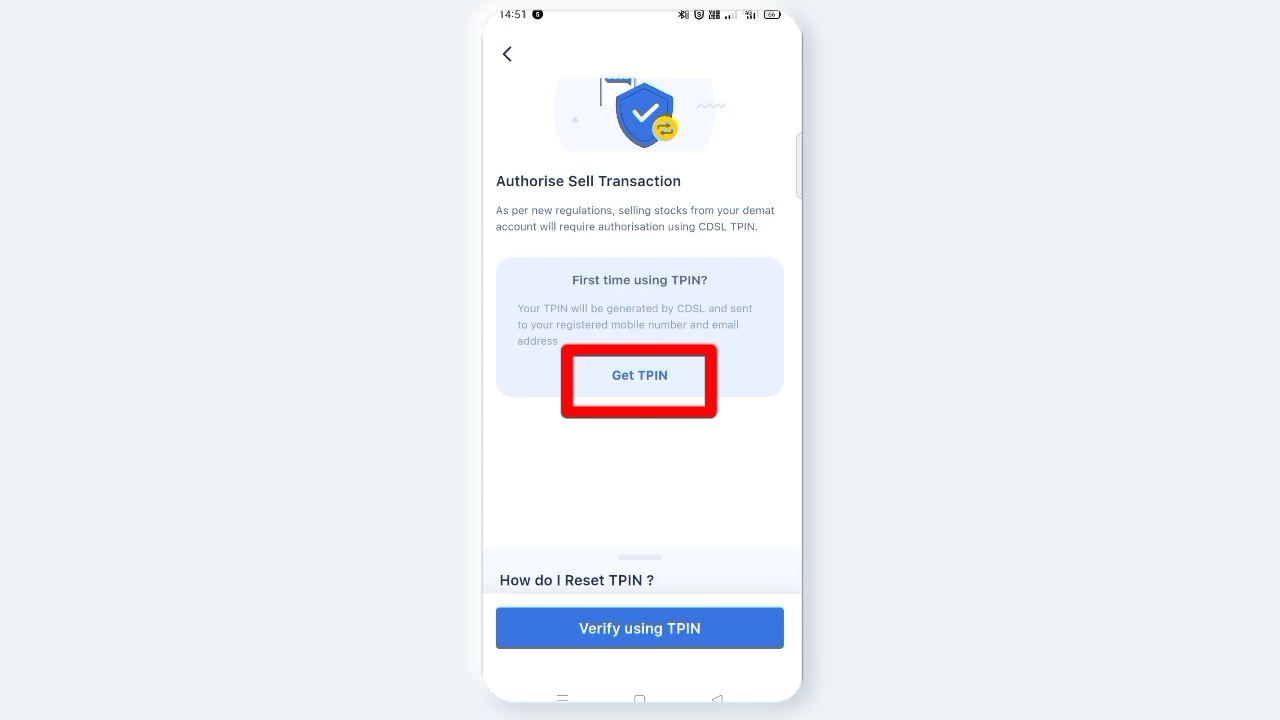 14:51 5
66
Authorise Sell Transaction
As per new regulations, selling stocks from your demat
account will require authorisation using CDSL TPIN.
First time using TPIN?
Your TPIN will be generated by CDSL and sent
to your registered mobile number and email
address
Get TPIN
How do I Reset TPIN ?
Verify using TPIN